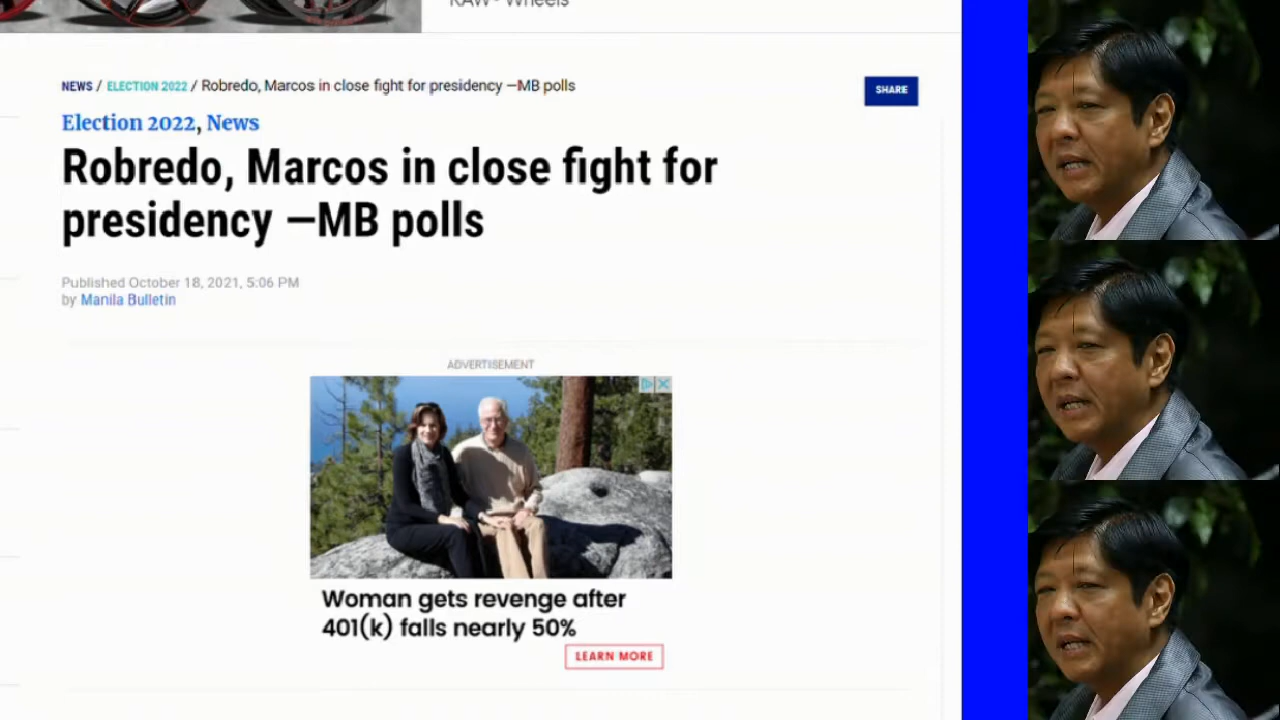 RAW® Wheels
NEWS / ELECTION 2022 / Robredo, Marcos in close fight for presidency —MB polls
SHARE
Election 2022, News
Robredo, Marcos in close fight for
presidency —MB polls
Published October 18, 2021, 5:06 PM
by Manila Bulletin
ADVERTISEMENT
Woman gets revenge after
401(k) falls nearly 50%
LEARN MORE